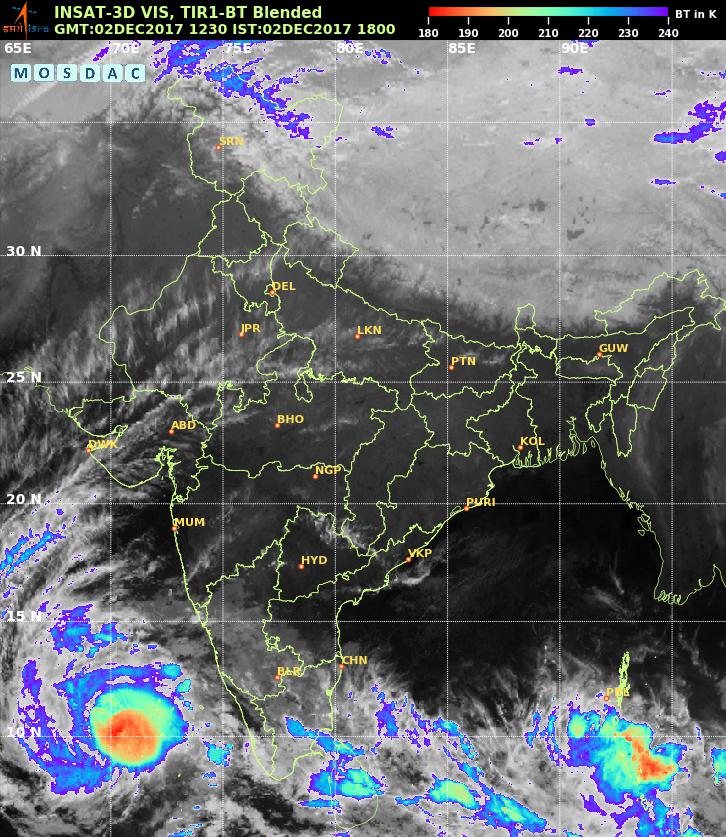 INSAT-3D VIS, TIR1-BT Blended
GMT:02DEC2017 1230 IST:02DEC2017 1800
BT in K
180 190 200 210 220 230 240
65E 70E 75E 80E 85E 90E
M O S D A C
SRN
30 N
DEL
JPR LKN
GUW
PTN
25 N
BHO
ABD
KOL
DWK
NGP
20 N
PURI
MUM
VKP
HYD
15 N
CHN
BLR
PBL
10 N